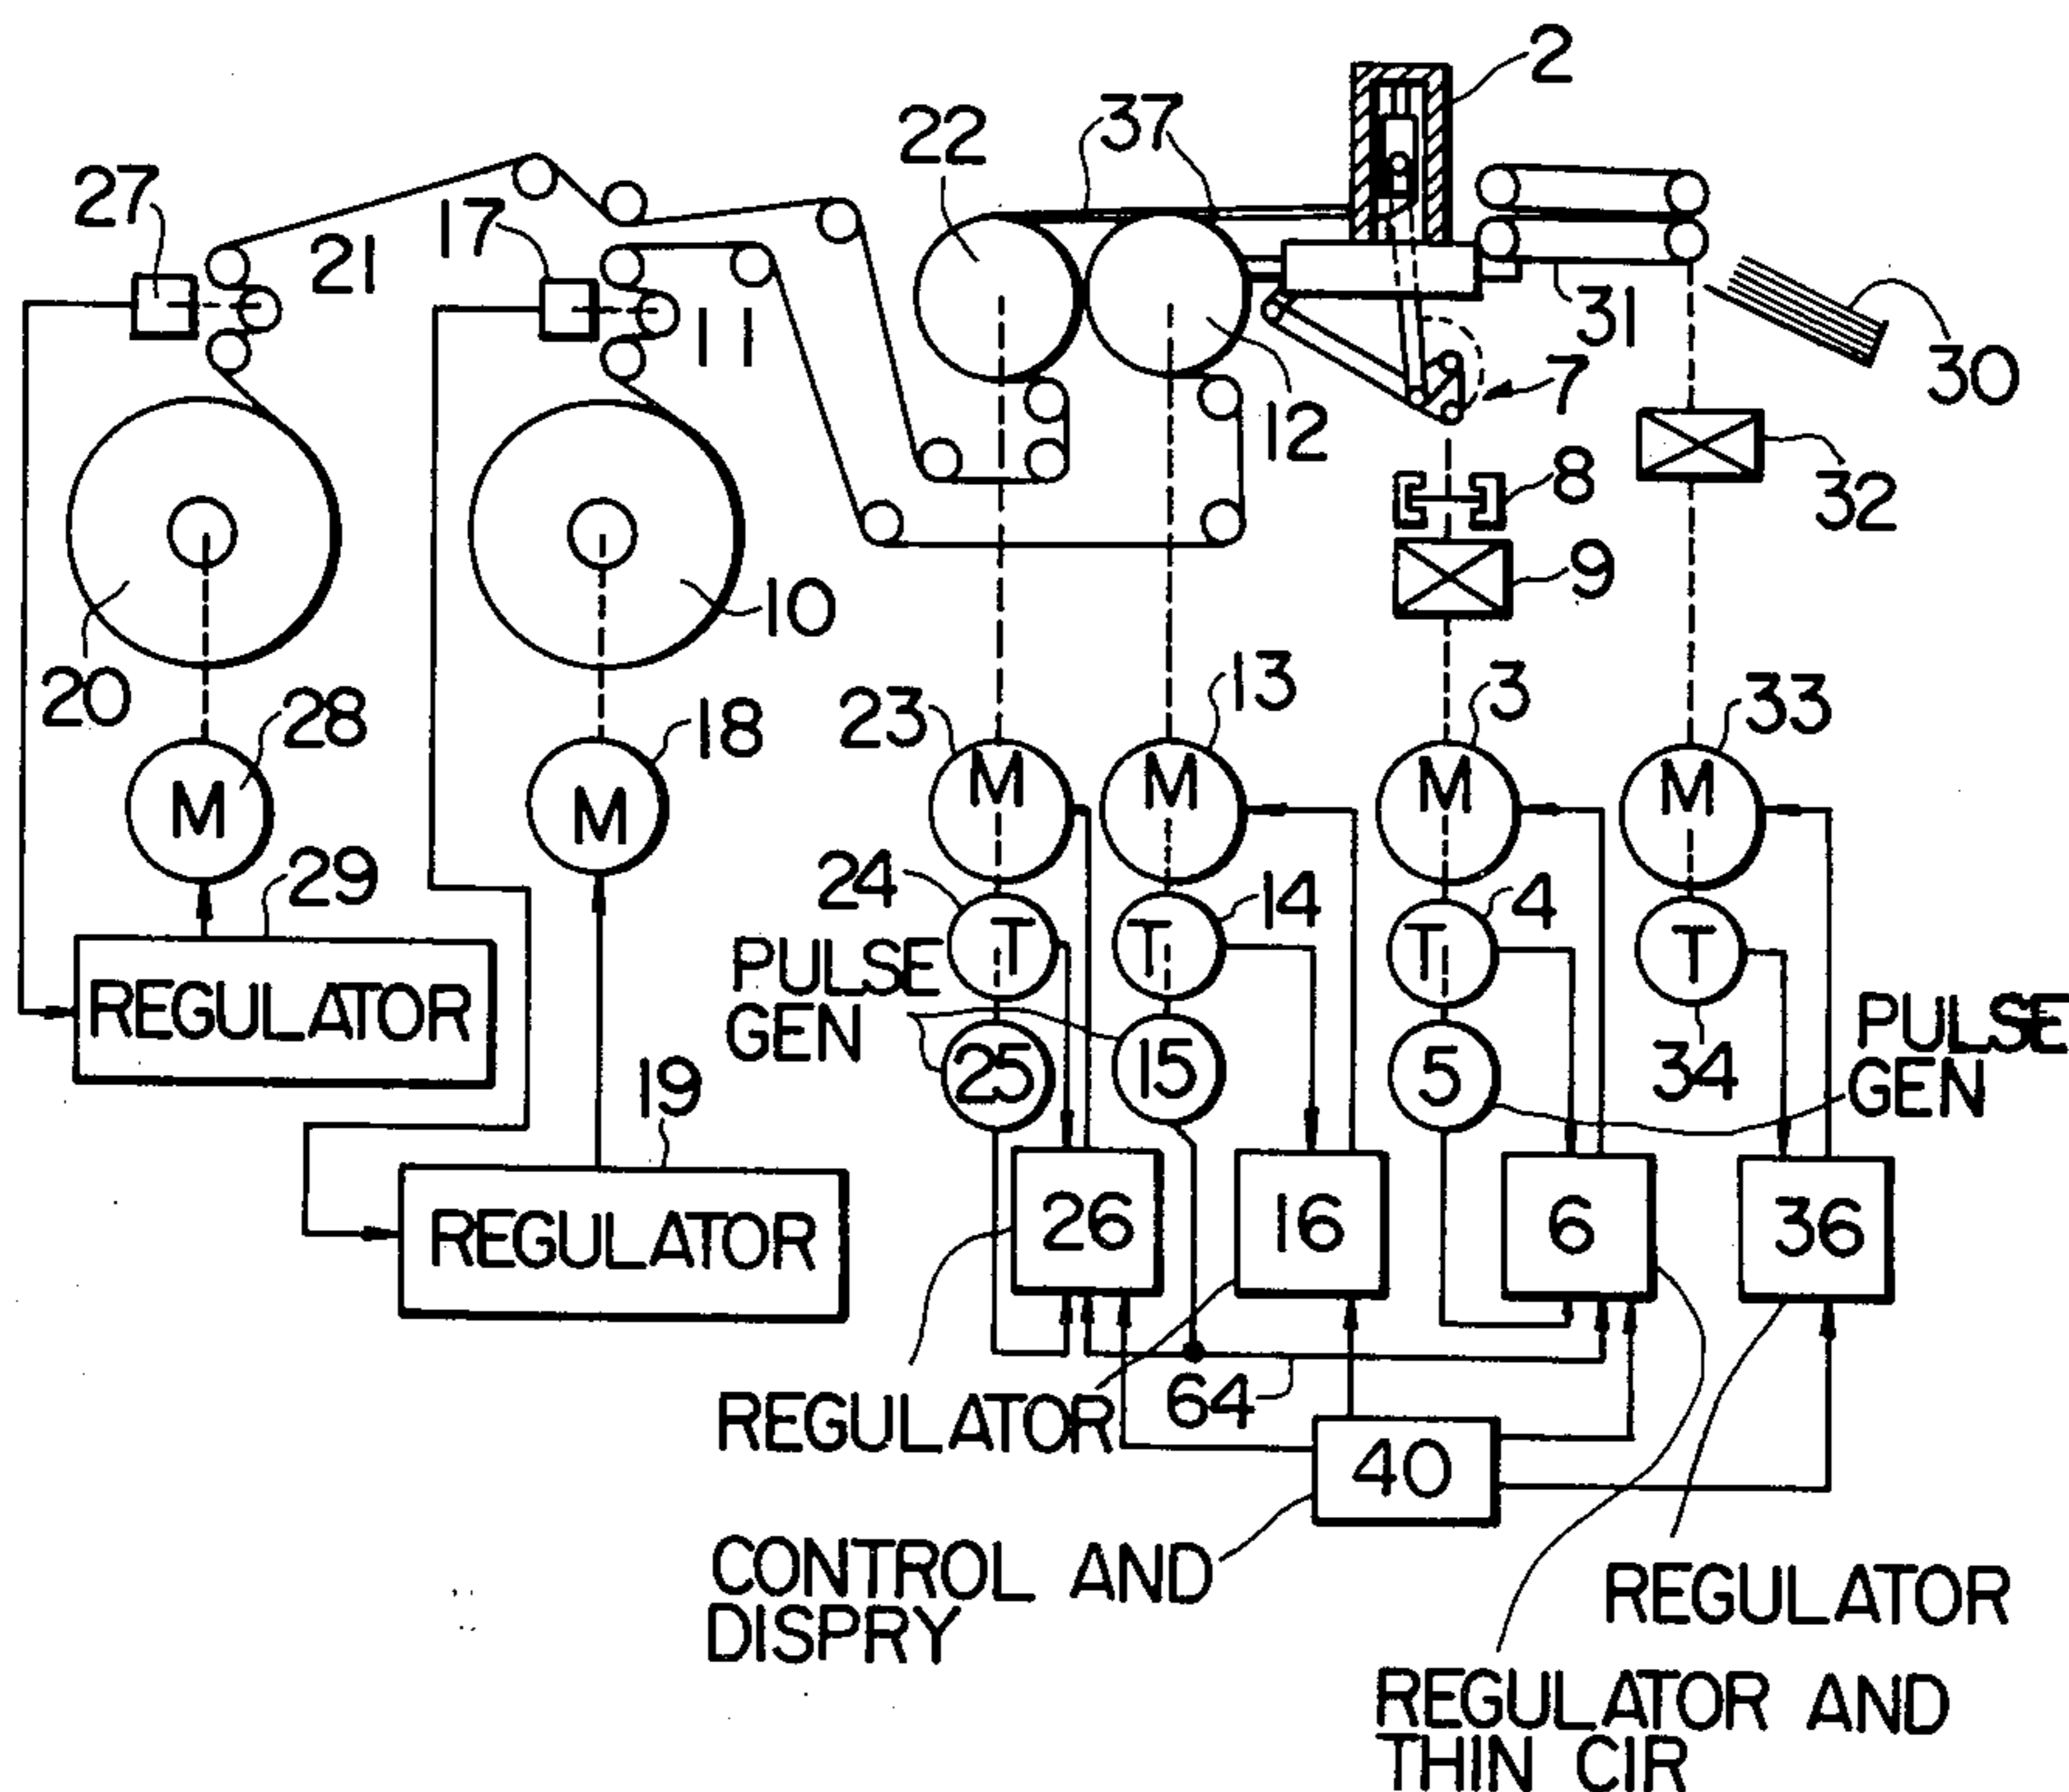 2
22
37
27
21
17
11
31
30
7
12
8
32
9
10
20
28
18
23
13
3
33
M
M
M
M
M
M
29
24
14
4
T
T
T
T
34
PULSE
GEN
25
15
5
PULSE
GEN
REGULATOR
19
REGULATOR
26
16
6
36
REGULATOR
64
40
CONTROL AND
DISPRY
REGULATOR
REGULATOR AND
THIN CIR